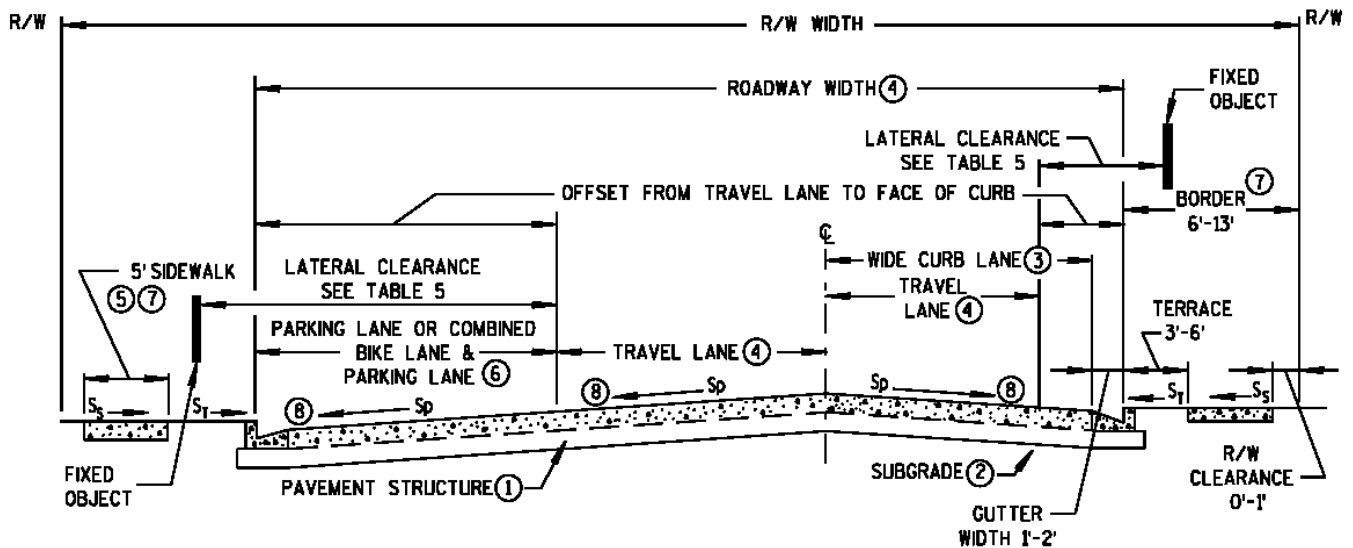 R/W
R/W WIDTH
R/W
ROADWAY WIDTH ④
FIXED
OBJECT
LATERAL CLEARANCE
SEE TABLE 5
OFFSET FROM TRAVEL LANE TO FACE OF CURB
BORDER ⑦
6'-13'
℄
5' SIDEWALK
⑤ ⑦
LATERAL CLEARANCE
SEE TABLE 5
WIDE CURB LANE ③
TRAVEL
LANE ④
TERRACE
3'-6'
PARKING LANE OR COMBINED
BIKE LANE &
PARKING LANE ⑥
TRAVEL LANE ④
SS
ST
⑧
Sp
⑧
Sp
Sp
⑧
ST
SS
FIXED
OBJECT
PAVEMENT STRUCTURE ①
SUBGRADE ②
GUTTER
WIDTH 1'-2'
R/W
CLEARANCE
0'-1'